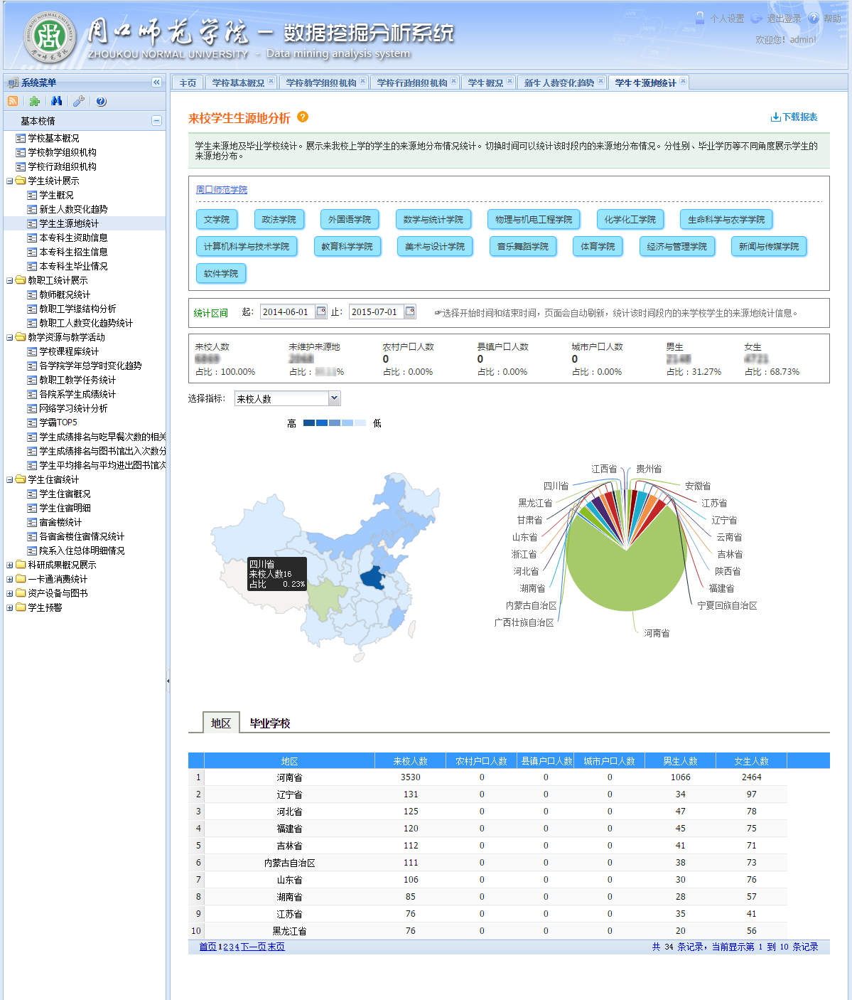 周口师范学院 - 数据挖掘分析系统
ZHOUKOU NORMAL UNIVERSITY - Data mining analysis system
个人设置 退出登录 帮助
欢迎您! admin!
系统菜单
主页 学校基本概况 学校教学组织机构 学校行政组织机构 学生概况 新生人数变化趋势 学生生源地统计
基本校情
学校基本概况
学校教学组织机构
学校行政组织机构
学生统计展示
学生概况
新生人数变化趋势
学生生源地统计
本专科生资助信息
本专科生招生信息
本专科生毕业情况
教职工统计展示
教师概况统计
教职工学缘结构分析
教职工人数变化趋势统计
教学资源与教学活动
学校课程库统计
各学院学年总学时变化趋势
教职工教学任务统计
各院系学生成绩统计
网络学习统计分析
学霸TOP5
学生成绩排名与吃早餐次数的相关
学生成绩排名与图书馆出入次数分
学生平均排名与平均进出图书馆次
学生住宿统计
学生住宿概况
学生住宿明细
宿舍楼统计
各宿舍楼住宿情况统计
院系入住总体明细情况
科研成果概况展示
一卡通消费统计
资产设备与图书
学生预警
来校学生生源地分析 ?
下载报表
学生来源地及毕业学校统计。展示来我校上学的学生的来源地分布情况统计。切换时间可以统计该时段内的来源地分布情况。分性别、毕业学历等不同角度展示学生的
来源地分布。
周口师范学院
文学院 政法学院 外国语学院 数学与统计学院 物理与机电工程学院 化学化工学院 生命科学与农学学院
计算机科学与技术学院 教育科学学院 美术与设计学院 音乐舞蹈学院 体育学院 经济与管理学院 新闻与传媒学院
软件学院
统计区间 起: 2014-06-01 止: 2015-07-01 ☞选择开始时间和结束时间，页面会自动刷新，统计该时间段内的来学校学生的来源地统计信息。
来校人数 未维护来源地 农村户口人数 县镇户口人数 城市户口人数 男生 女生
0 0 0
占比：100.00% 占比： % 占比：0.00% 占比：0.00% 占比：0.00% 占比：31.27% 占比：68.73%
选择指标: 来校人数
高 低
四川省
来校人数16
占比 0.23%
江西省 贵州省
四川省 安徽省
黑龙江省 江苏省
甘肃省 辽宁省
山东省 云南省
浙江省 吉林省
河北省 陕西省
湖南省 福建省
内蒙古自治区 宁夏回族自治区
广西壮族自治区
河南省
地区 毕业学校
地区 来校人数 农村户口人数 县镇户口人数 城市户口人数 男生人数 女生人数
1 河南省 3530 0 0 0 1066 2464
2 辽宁省 131 0 0 0 34 97
3 河北省 125 0 0 0 47 78
4 福建省 120 0 0 0 45 75
5 吉林省 112 0 0 0 41 71
6 内蒙古自治区 111 0 0 0 38 73
7 山东省 106 0 0 0 30 76
8 湖南省 85 0 0 0 28 57
9 江苏省 76 0 0 0 35 41
10 黑龙江省 76 0 0 0 20 56
首页 1 2 3 4 下一页 末页 共 34 条记录，当前显示第 1 到 10 条记录